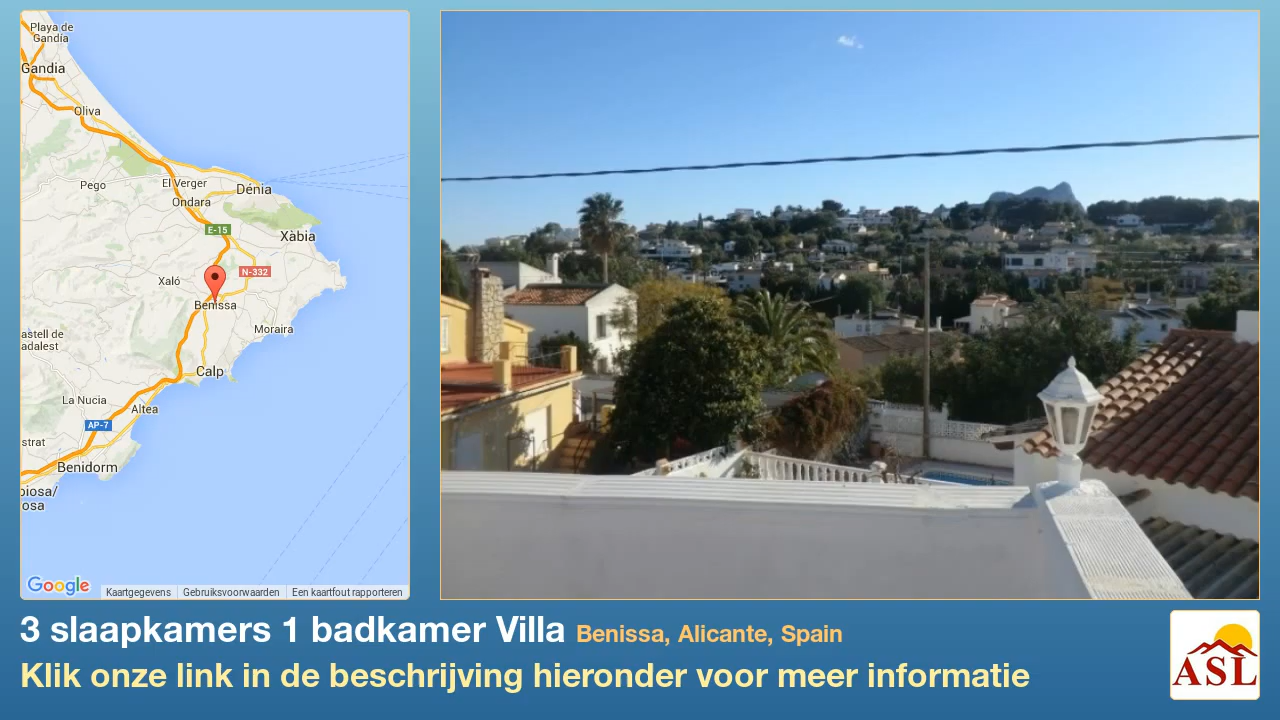 Playa de
Gandía
Gandia
Oliva
Pego
El Verger
Dénia
Ondara
E-15
Xàbia
Xaló
N-332
Benissa
Moraira
astell de
adalest
Calp
La Nucia
Altea
AP-7
strat
Benidorm
oiosa/
osa
Google
Kaartgegevens
Gebruiksvoorwaarden
Een kaartfout rapporteren
3 slaapkamers 1 badkamer Villa Benissa, Alicante, Spain
Klik onze link in de beschrijving hieronder voor meer informatie
ASL